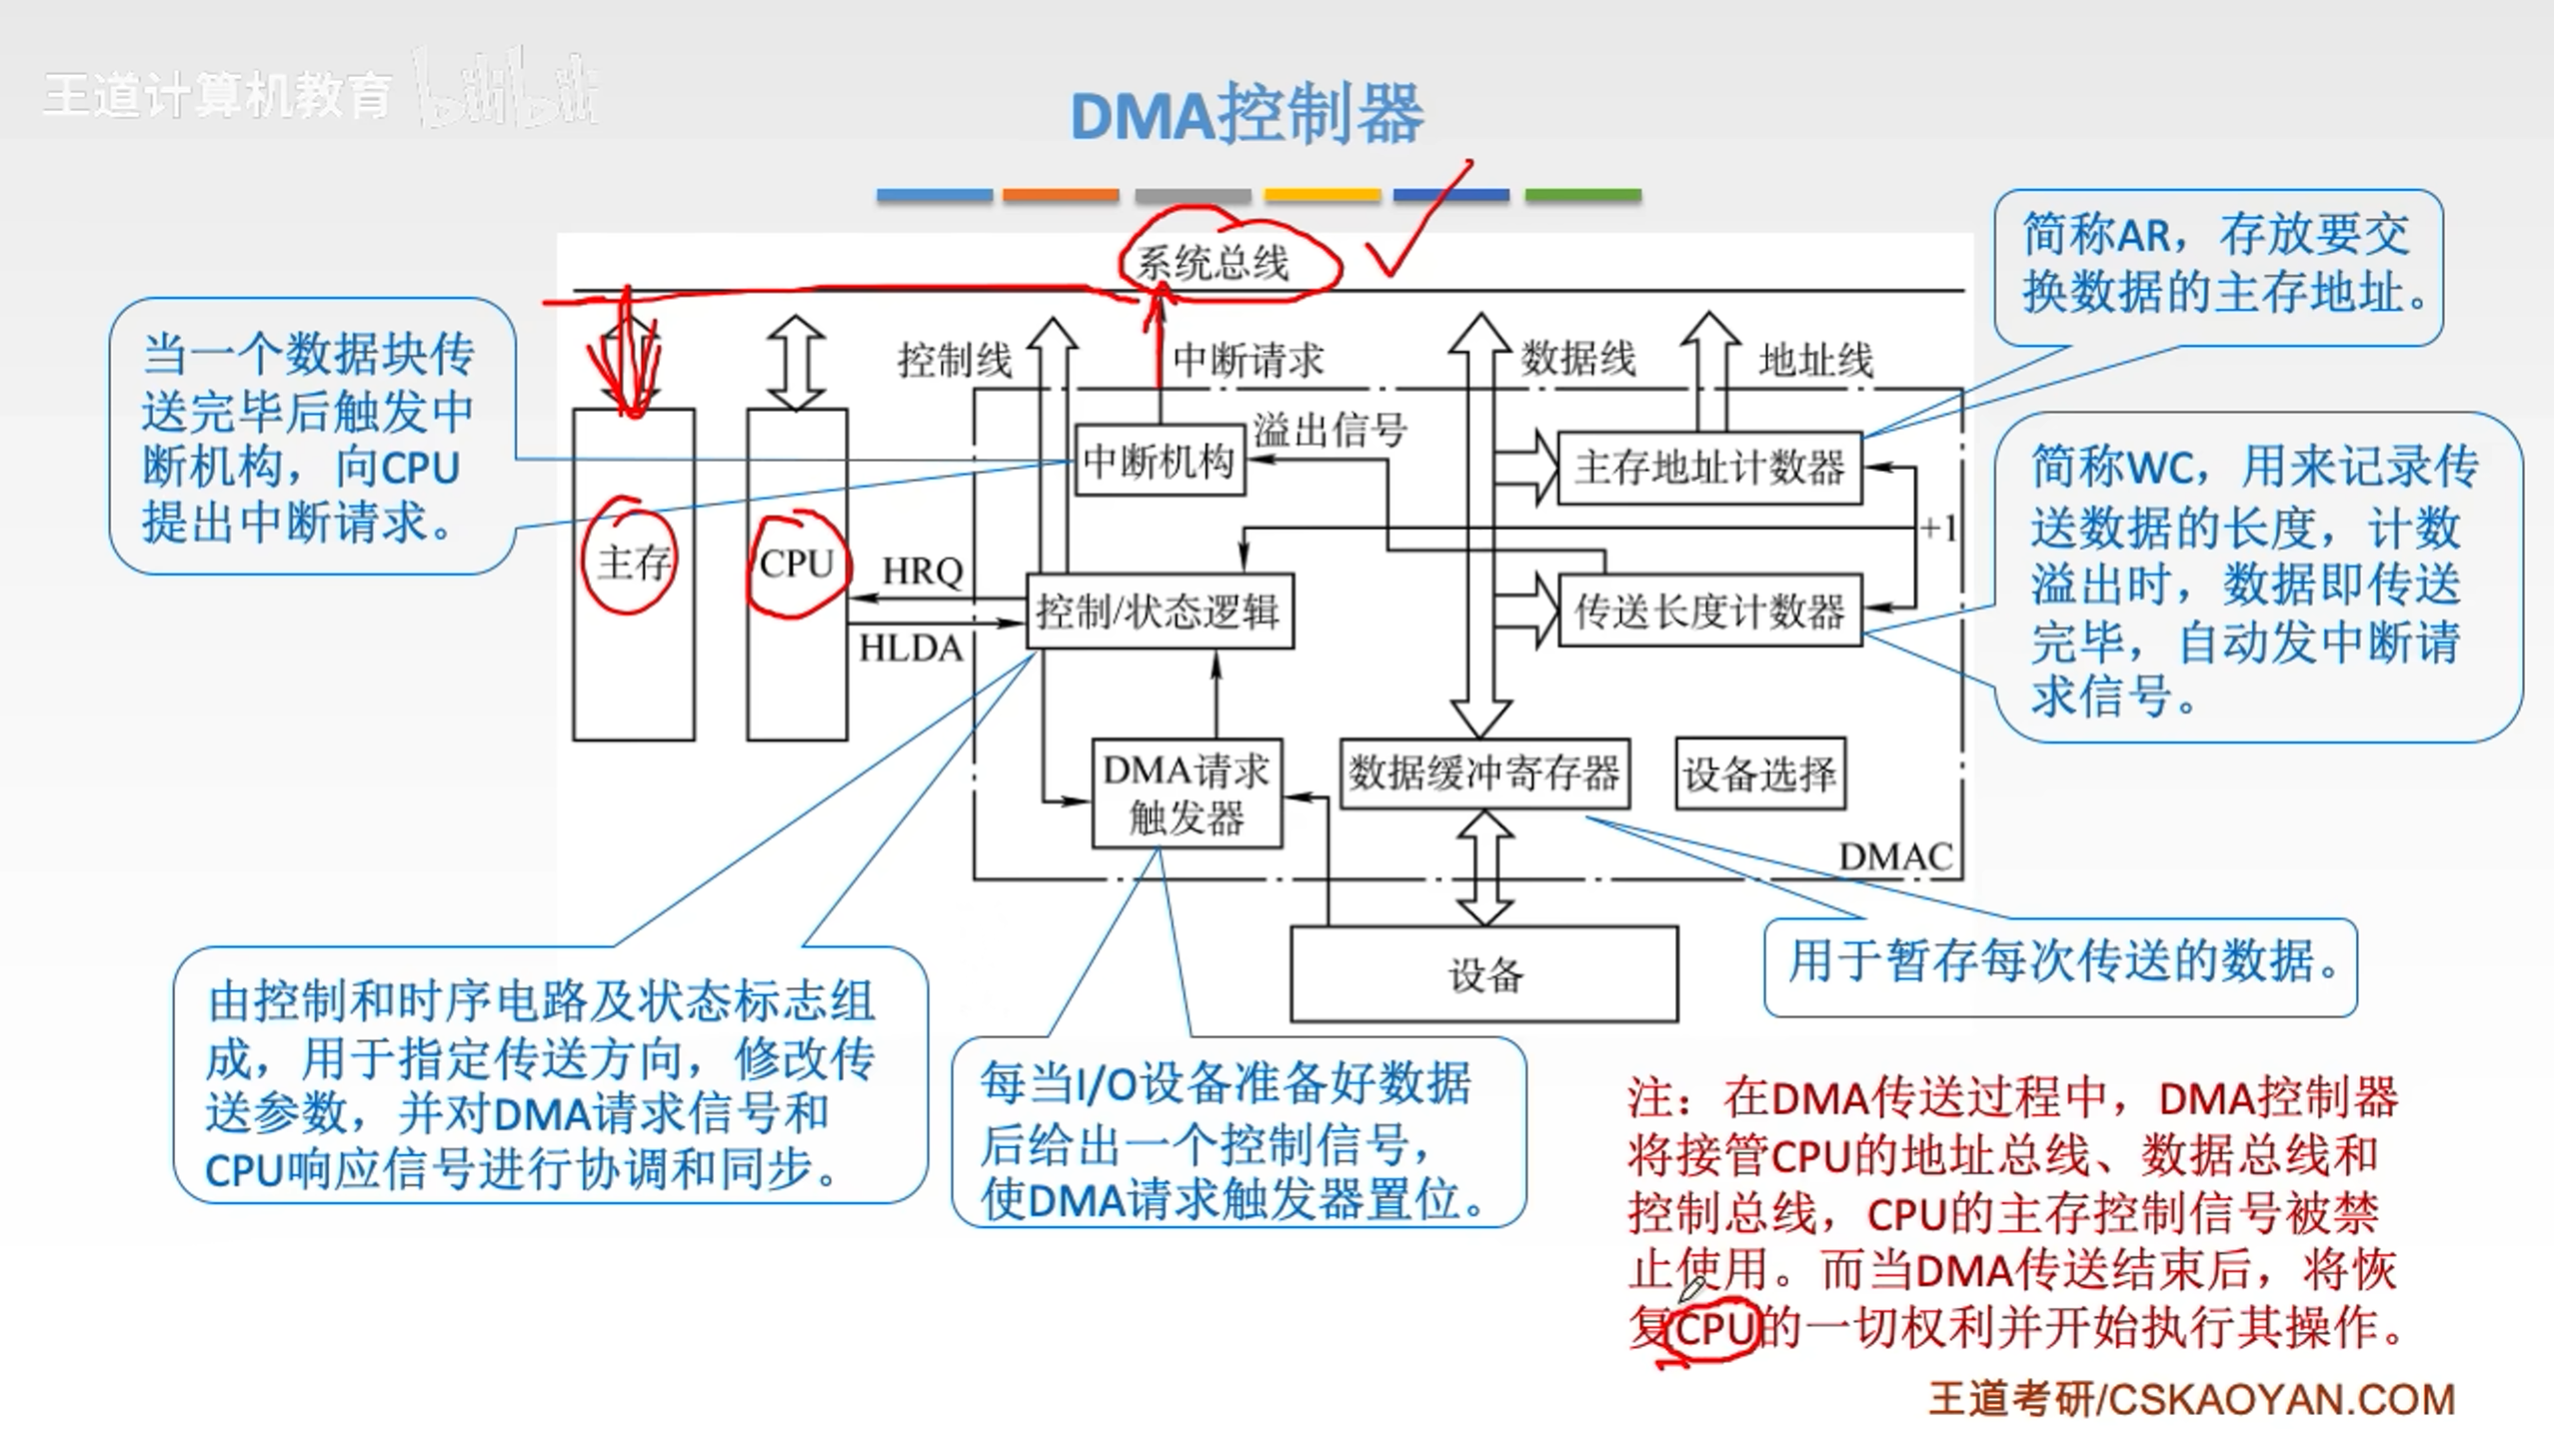 王道计算机教育 bilibili
DMA控制器
系统总线
简称AR，存放要交
换数据的主存地址。
当一个数据块传
送完毕后触发中
断机构，向CPU
提出中断请求。
控制线
中断请求
数据线
地址线
中断机构
溢出信号
主存地址计数器
简称WC，用来记录传
送数据的长度，计数
溢出时，数据即传送
完毕，自动发中断请
求信号。
+1
主存
CPU
HRQ
HLDA
控制/状态逻辑
传送长度计数器
DMA请求
触发器
数据缓冲寄存器
设备选择
DMAC
设备
用于暂存每次传送的数据。
由控制和时序电路及状态标志组
成，用于指定传送方向，修改传
送参数，并对DMA请求信号和
CPU响应信号进行协调和同步。
每当I/O设备准备好数据
后给出一个控制信号，
使DMA请求触发器置位。
注：在DMA传送过程中，DMA控制器
将接管CPU的地址总线、数据总线和
控制总线，CPU的主存控制信号被禁
止使用。而当DMA传送结束后，将恢
复CPU的一切权利并开始执行其操作。
王道考研/CSKAOYAN.COM